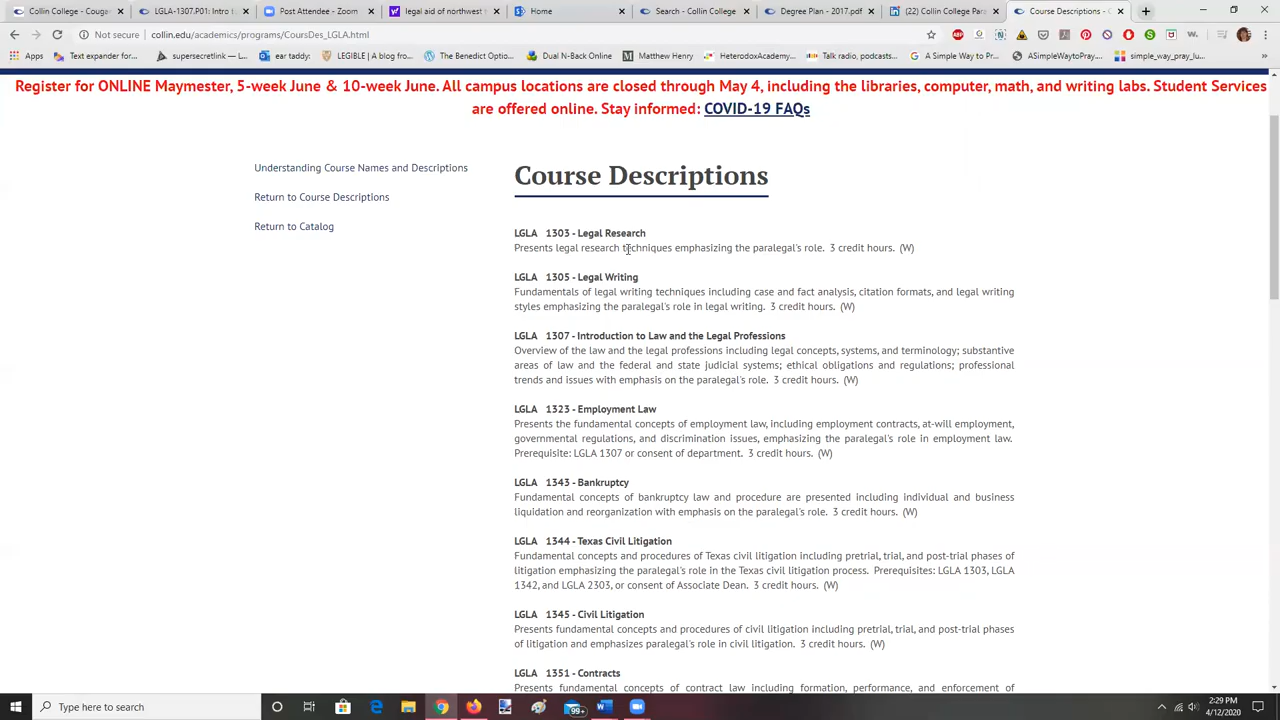 Collin Coll
LGLA-1307.P01: Intro
Post Attendee - Zoom
legal aid of northwest t
Home
Search - Collin College
Degree Plan - 2017.pdf
(22) Collin College Para
Course Descriptions -
Not secure | collin.edu/academics/programs/CoursDes_LGLA.html
Apps
Text expander for...
supersecretlink :)
ear taddy:
LEGIBLE | A blog fro...
The Benedict Optio...
Dual N-Back Online
Matthew Henry
HeterodoxAcademy...
Radio, podcasts...
A Simple Way to Pr...
ASimpleWayToPray...
simple_way_pray_lu...
Register for ONLINE Maymester, 5-week June & 10-week June. All campus locations are closed through May 4, including the libraries, computer, math, and writing labs. Student Services
are offered online. Stay informed: COVID-19 FAQs
Understanding Course Names and Descriptions
Return to Course Descriptions
Return to Catalog
Course Descriptions
LGLA 1303 - Legal Research
Presents legal research techniques emphasizing the paralegal's role. 3 credit hours. (W)
LGLA 1305 - Legal Writing
Fundamentals of legal writing techniques including case and fact analysis, citation formats, and legal writing
styles emphasizing the paralegal's role in legal writing. 3 credit hours. (W)
LGLA 1307 - Introduction to Law and the Legal Professions
Overview of the law and the legal professions including legal concepts, systems, and terminology; substantive
areas of law and the federal and state judicial systems; ethical obligations and regulations; professional
trends and issues with emphasis on the paralegal's role. 3 credit hours. (W)
LGLA 1323 - Employment Law
Presents the fundamental concepts of employment law, including employment contracts, at-will employment,
governmental regulations, and discrimination issues, emphasizing the paralegal's role in employment law.
Prerequisite: LGLA 1307 or consent of department. 3 credit hours. (W)
LGLA 1343 - Bankruptcy
Fundamental concepts of bankruptcy law and procedure are presented including individual and business
liquidation and reorganization with emphasis on the paralegal's role. 3 credit hours. (W)
LGLA 1344 - Texas Civil Litigation
Fundamental concepts and procedures of Texas civil litigation including pretrial, trial, and post-trial phases of
litigation emphasizing the paralegal's role in the Texas civil litigation process. Prerequisites: LGLA 1303, LGLA
1342, and LGLA 2303, or consent of Associate Dean. 3 credit hours. (W)
LGLA 1345 - Civil Litigation
Presents fundamental concepts and procedures of civil litigation including pretrial, trial, and post-trial phases
of litigation and emphasizes paralegal's role in civil litigation. 3 credit hours. (W)
LGLA 1351 - Contracts
Presents fundamental concepts of contract law including formation, performance, and enforcement of
Type here to search
99+
2:29 PM
4/12/2020